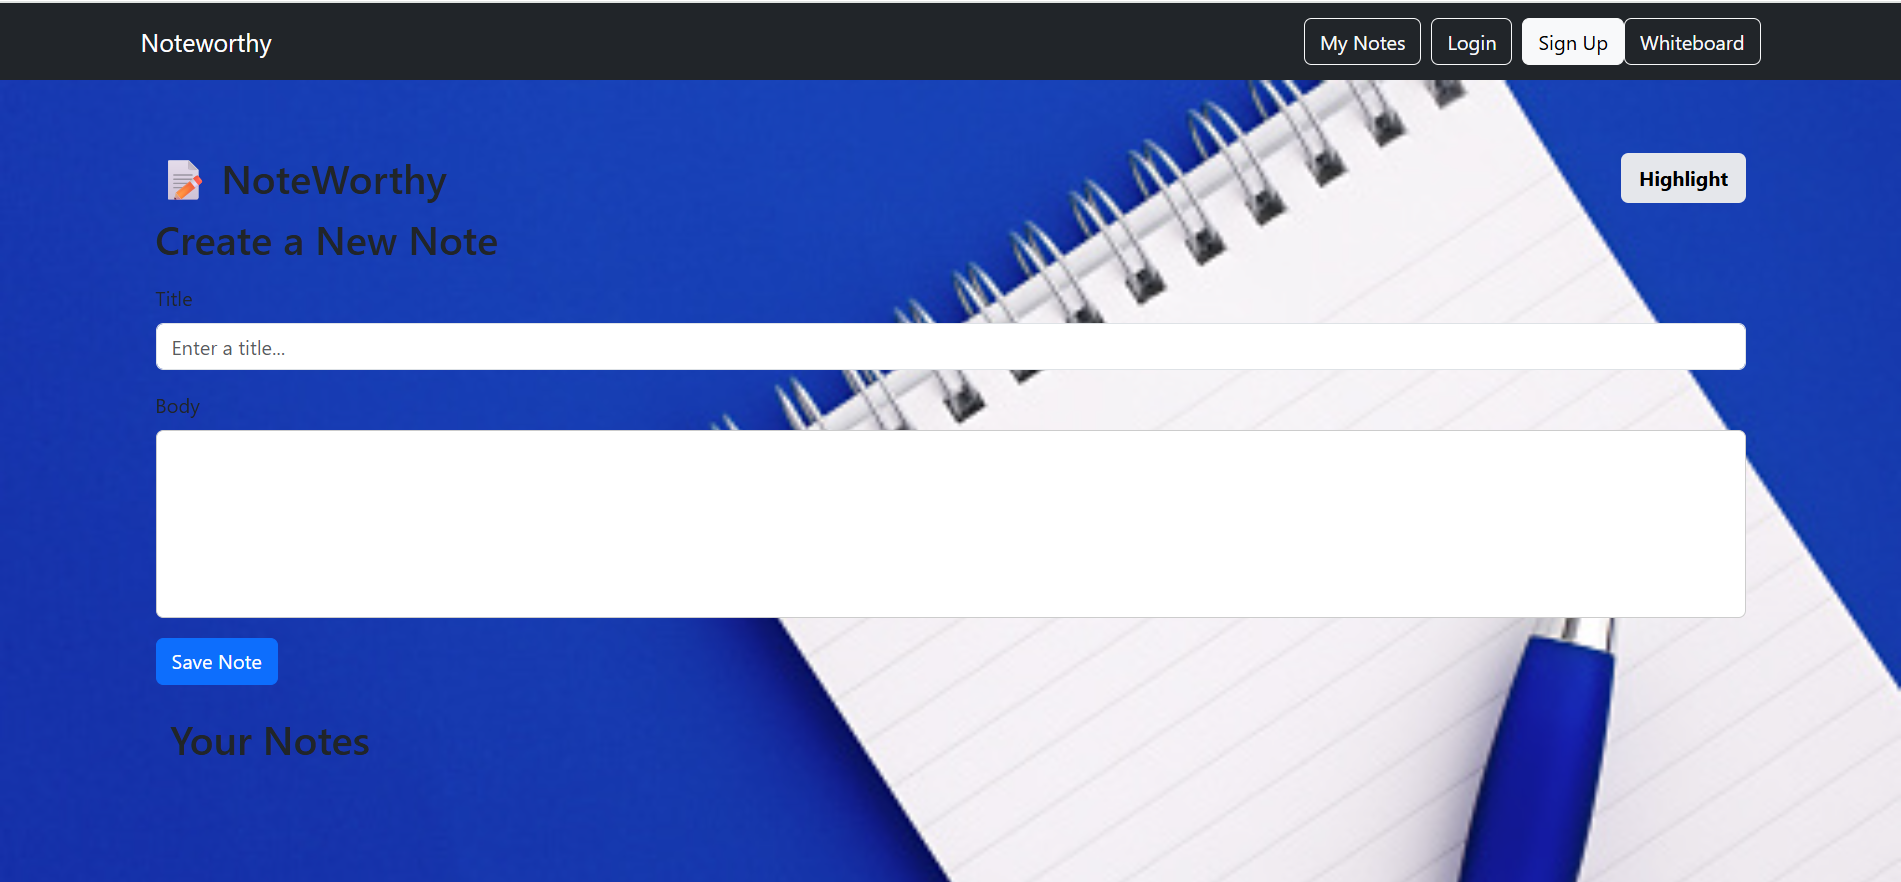 Noteworthy My Notes Login Sign Up Whiteboard
NoteWorthy Highlight
Create a New Note
Title
Enter a title...
Body
Save Note
Your Notes